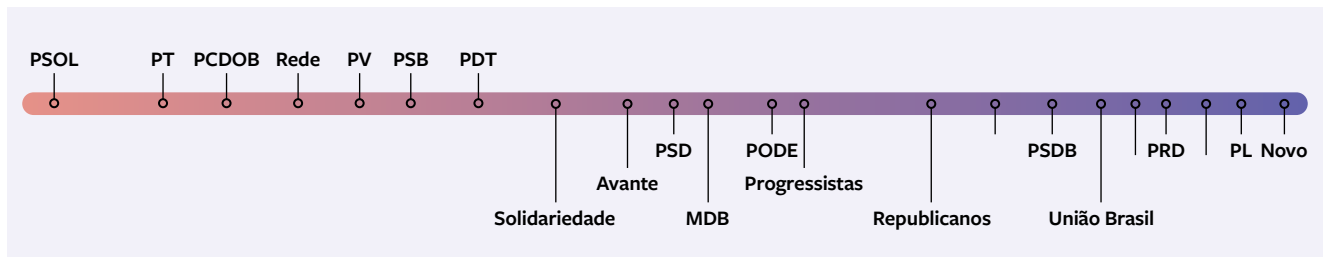 PSOL PT PCDOB Rede PV PSB PDT
PSD PODE PSDB PRD PL Novo
Avante Progressistas
Solidariedade MDB Republicanos União Brasil